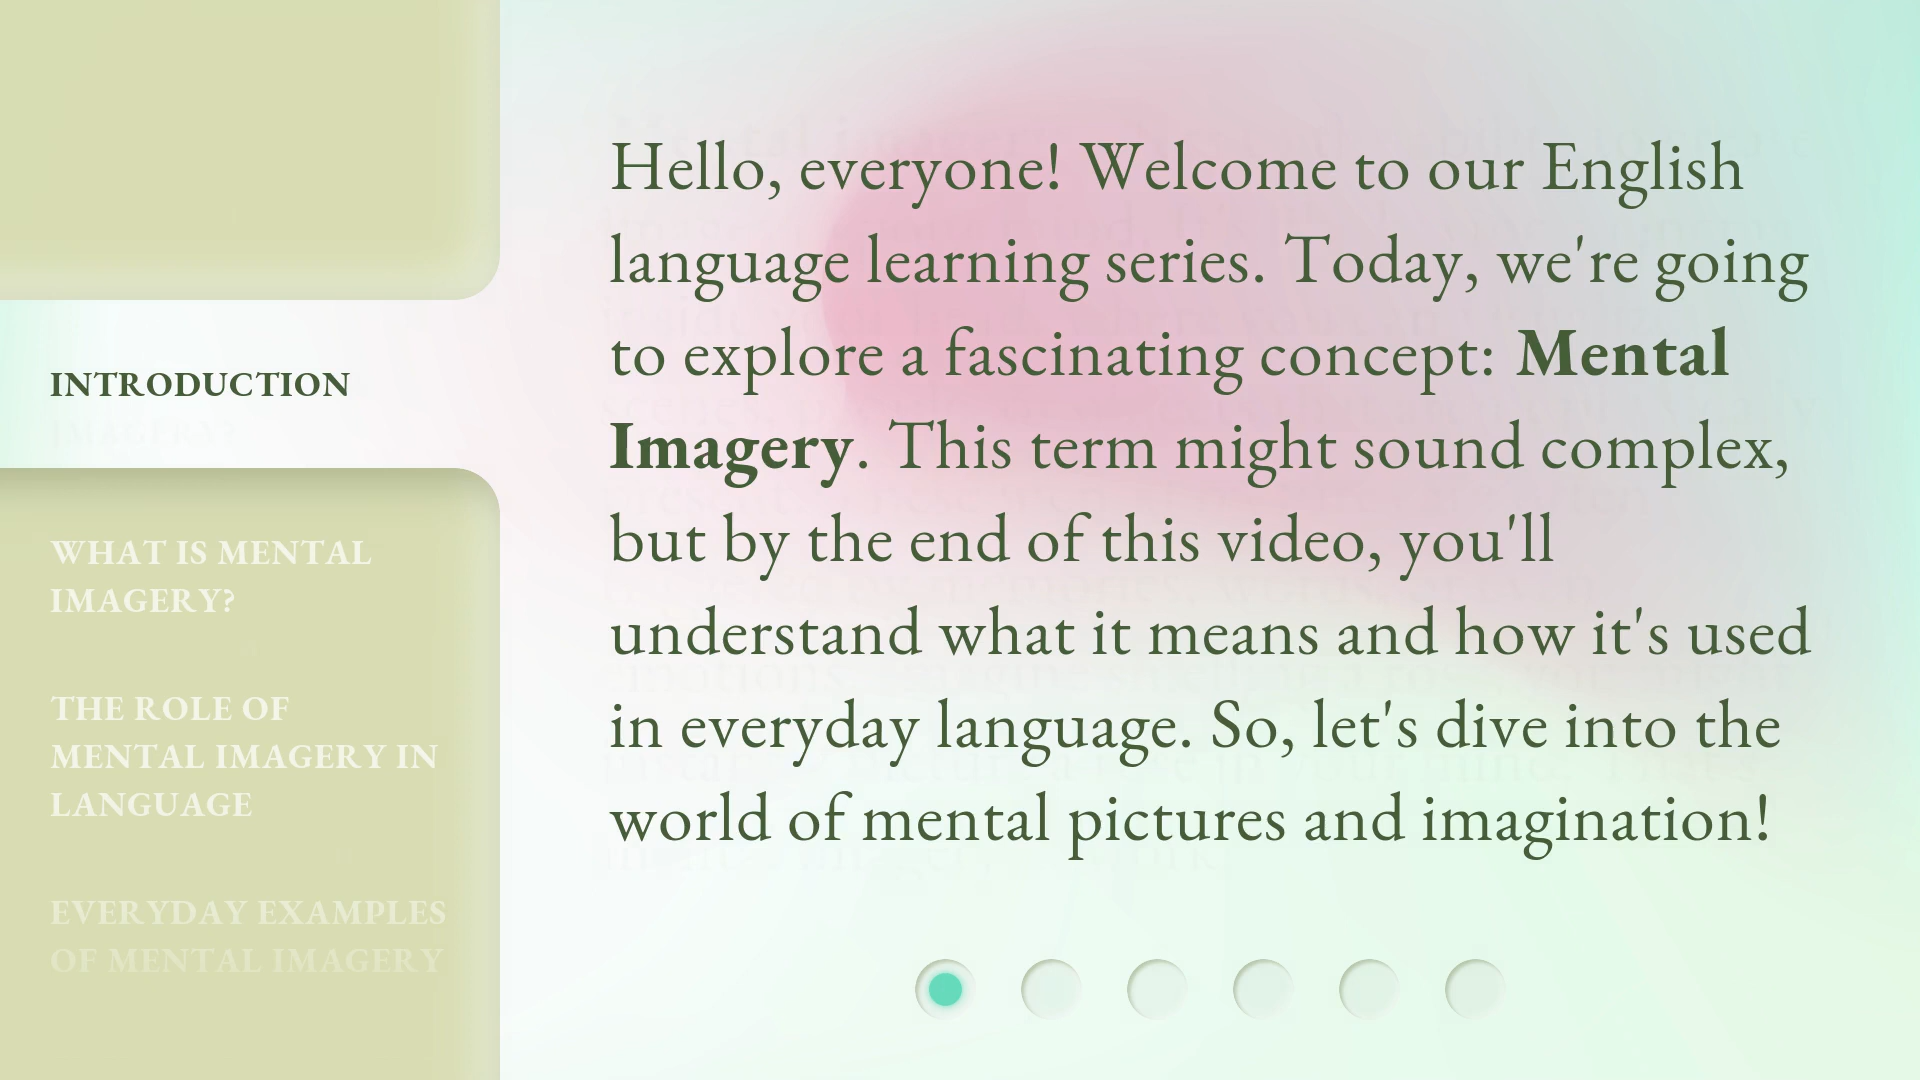 INTRODUCTION
WHAT IS MENTAL
IMAGERY?
THE ROLE OF
MENTAL IMAGERY IN
LANGUAGE
EVERYDAY EXAMPLES
OF MENTAL IMAGERY
Hello, everyone! Welcome to our English
language learning series. Today, we're going
to explore a fascinating concept: Mental
Imagery. This term might sound complex,
but by the end of this video, you'll
understand what it means and how it's used
in everyday language. So, let's dive into the
world of mental pictures and imagination!